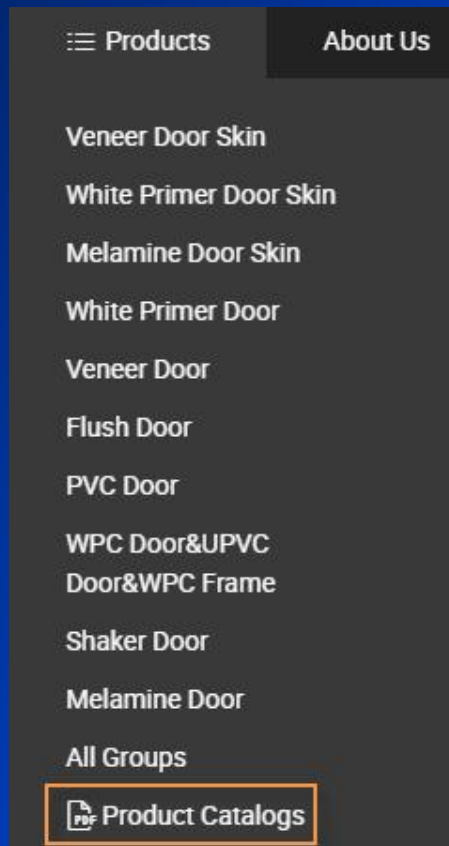 Products
About Us
Veneer Door Skin
White Primer Door Skin
Melamine Door Skin
White Primer Door
Veneer Door
Flush Door
PVC Door
WPC Door&UPVC
Door&WPC Frame
Shaker Door
Melamine Door
All Groups
PDF Product Catalogs